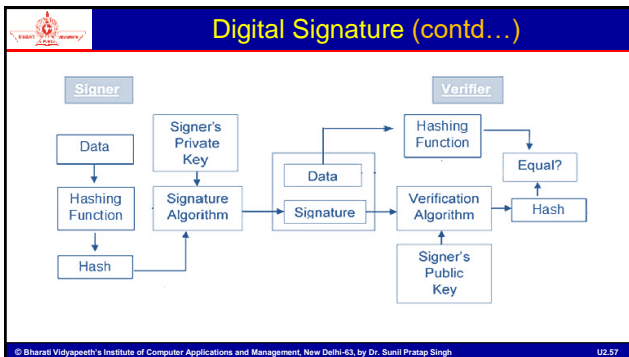 BHARATI VIDYAPEETH
Digital Signature (contd…)
Signer
Verifier
Data
Signer's
Private
Key
Hashing
Function
Equal?
Data
Hashing
Function
Signature
Algorithm
Signature
Verification
Algorithm
Hash
Hash
Signer's
Public
Key
© Bharati Vidyapeeth's Institute of Computer Applications and Management, New Delhi-63, by Dr. Sunil Pratap Singh
U2.57